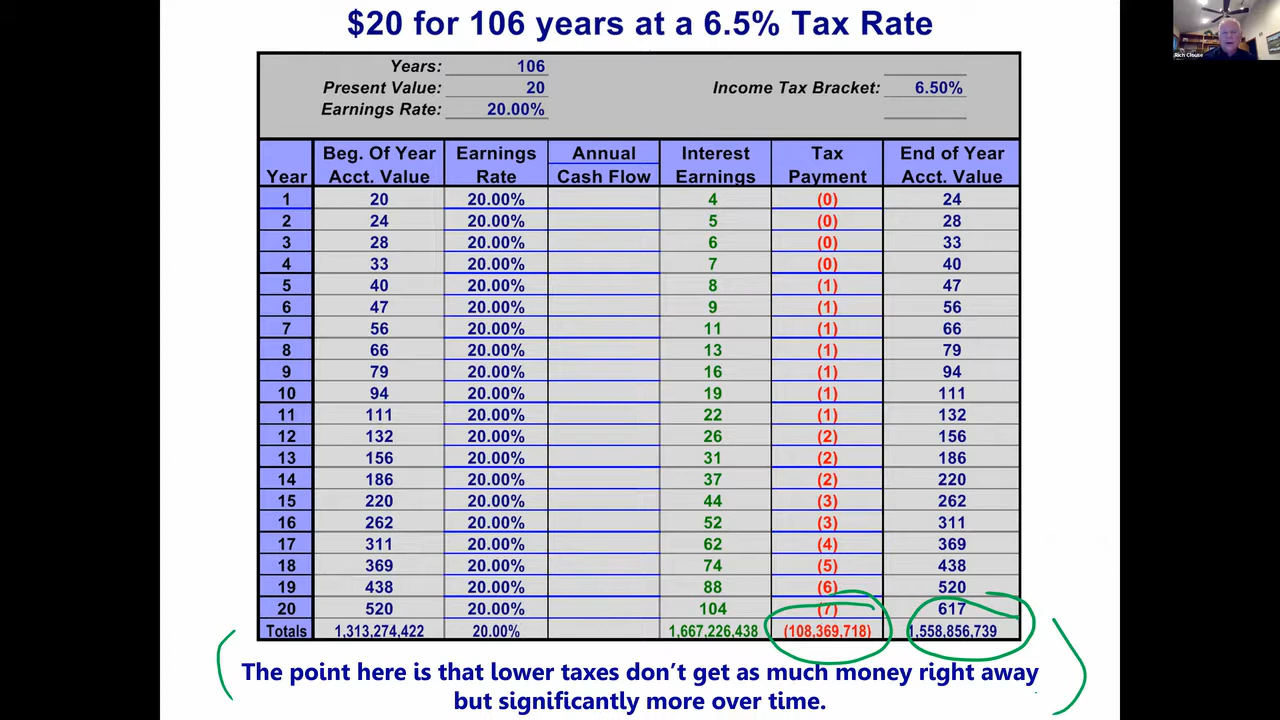 $20 for 106 years at a 6.5% Tax Rate
Years: 106
Present Value: 20 Income Tax Bracket: 6.50%
Earnings Rate: 20.00%
Beg. Of Year Earnings Annual Interest Tax End of Year
Year Acct. Value Rate Cash Flow Earnings Payment Acct. Value
1 20 20.00% 4 (0) 24
2 24 20.00% 5 (0) 28
3 28 20.00% 6 (0) 33
4 33 20.00% 7 (0) 40
5 40 20.00% 8 (1) 47
6 47 20.00% 9 (1) 56
7 56 20.00% 11 (1) 66
8 66 20.00% 13 (1) 79
9 79 20.00% 16 (1) 94
10 94 20.00% 19 (1) 111
11 111 20.00% 22 (1) 132
12 132 20.00% 26 (2) 156
13 156 20.00% 31 (2) 186
14 186 20.00% 37 (2) 220
15 220 20.00% 44 (3) 262
16 262 20.00% 52 (3) 311
17 311 20.00% 62 (4) 369
18 369 20.00% 74 (5) 438
19 438 20.00% 88 (6) 520
20 520 20.00% 104 (7) 617
Totals 1,313,274,422 20.00% 1,667,226,438 (108,369,718) 1,558,856,739
The point here is that lower taxes don’t get as much money right away
but significantly more over time.
Rich Clouse